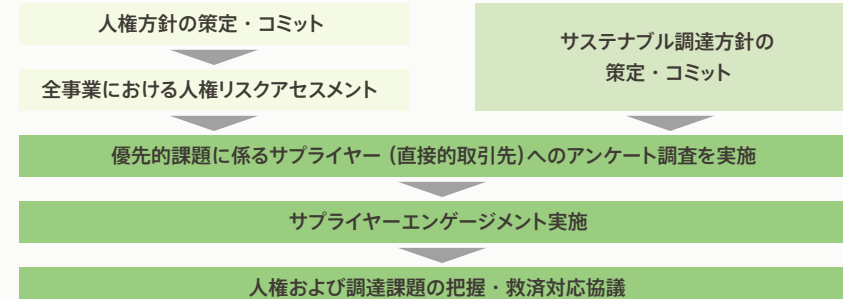 人権方針の策定・コミット
全事業における人権リスクアセスメント
サステナブル調達方針の
策定・コミット
優先的課題に係るサプライヤー（直接的取引先）へのアンケート調査を実施
サプライヤーエンゲージメント実施
人権および調達課題の把握・救済対応協議